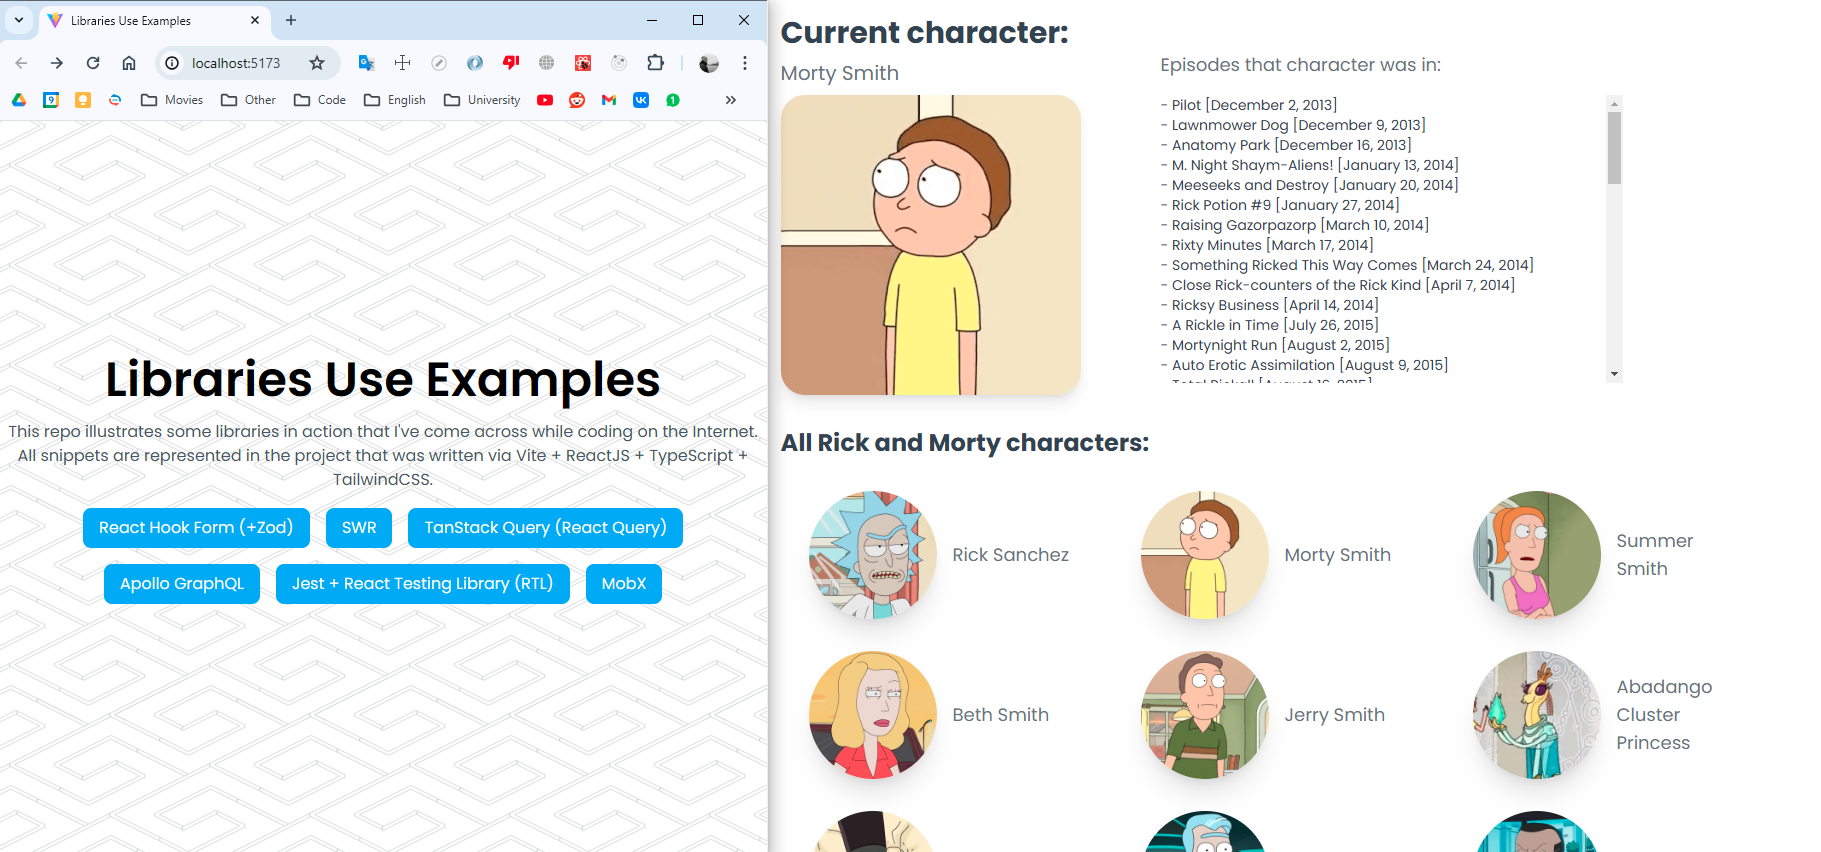 Libraries Use Examples
localhost:5173
9
Movies
Other
Code
English
University
1
Libraries Use Examples
This repo illustrates some libraries in action that I've come across while coding on the Internet.
All snippets are represented in the project that was written via Vite + ReactJS + TypeScript +
TailwindCSS.
React Hook Form (+Zod)
SWR
TanStack Query (React Query)
Apollo GraphQL
Jest + React Testing Library (RTL)
MobX
Current character:
Morty Smith
Episodes that character was in:
- Pilot [December 2, 2013]
- Lawnmower Dog [December 9, 2013]
- Anatomy Park [December 16, 2013]
- M. Night Shaym-Aliens! [January 13, 2014]
- Meeseeks and Destroy [January 20, 2014]
- Rick Potion #9 [January 27, 2014]
- Raising Gazorpazorp [March 10, 2014]
- Rixty Minutes [March 17, 2014]
- Something Ricked This Way Comes [March 24, 2014]
- Close Rick-counters of the Rick Kind [April 7, 2014]
- Ricksy Business [April 14, 2014]
- A Rickle in Time [July 26, 2015]
- Mortynight Run [August 2, 2015]
- Auto Erotic Assimilation [August 9, 2015]
- Total Rickall [August 16, 2015]
All Rick and Morty characters:
Rick Sanchez
Morty Smith
Summer
Smith
Beth Smith
Jerry Smith
Abadango
Cluster
Princess